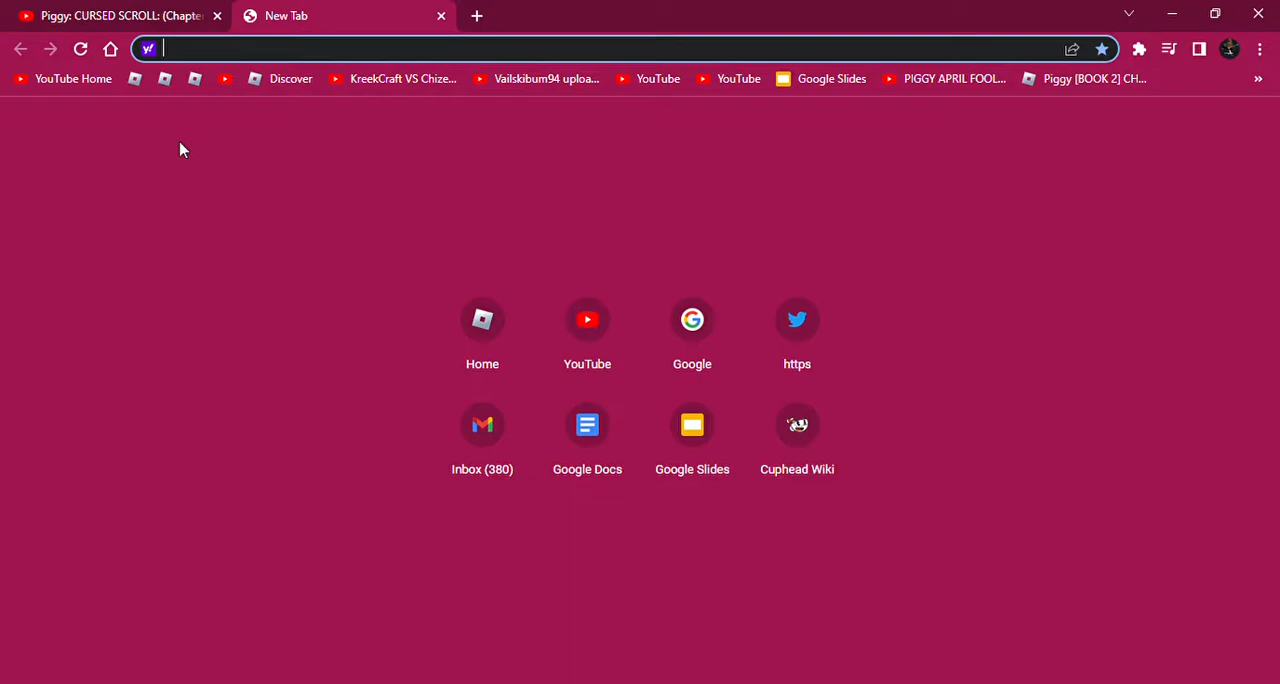 Piggy: CURSED SCROLL: (Chapte
New Tab
y!
YouTube Home
Discover
KreekCraft VS Chize...
Vailskibum94 uploa...
YouTube
YouTube
Google Slides
PIGGY APRIL FOOL...
Piggy [BOOK 2] CH...
Home
YouTube
Google
https
Inbox (380)
Google Docs
Google Slides
Cuphead Wiki